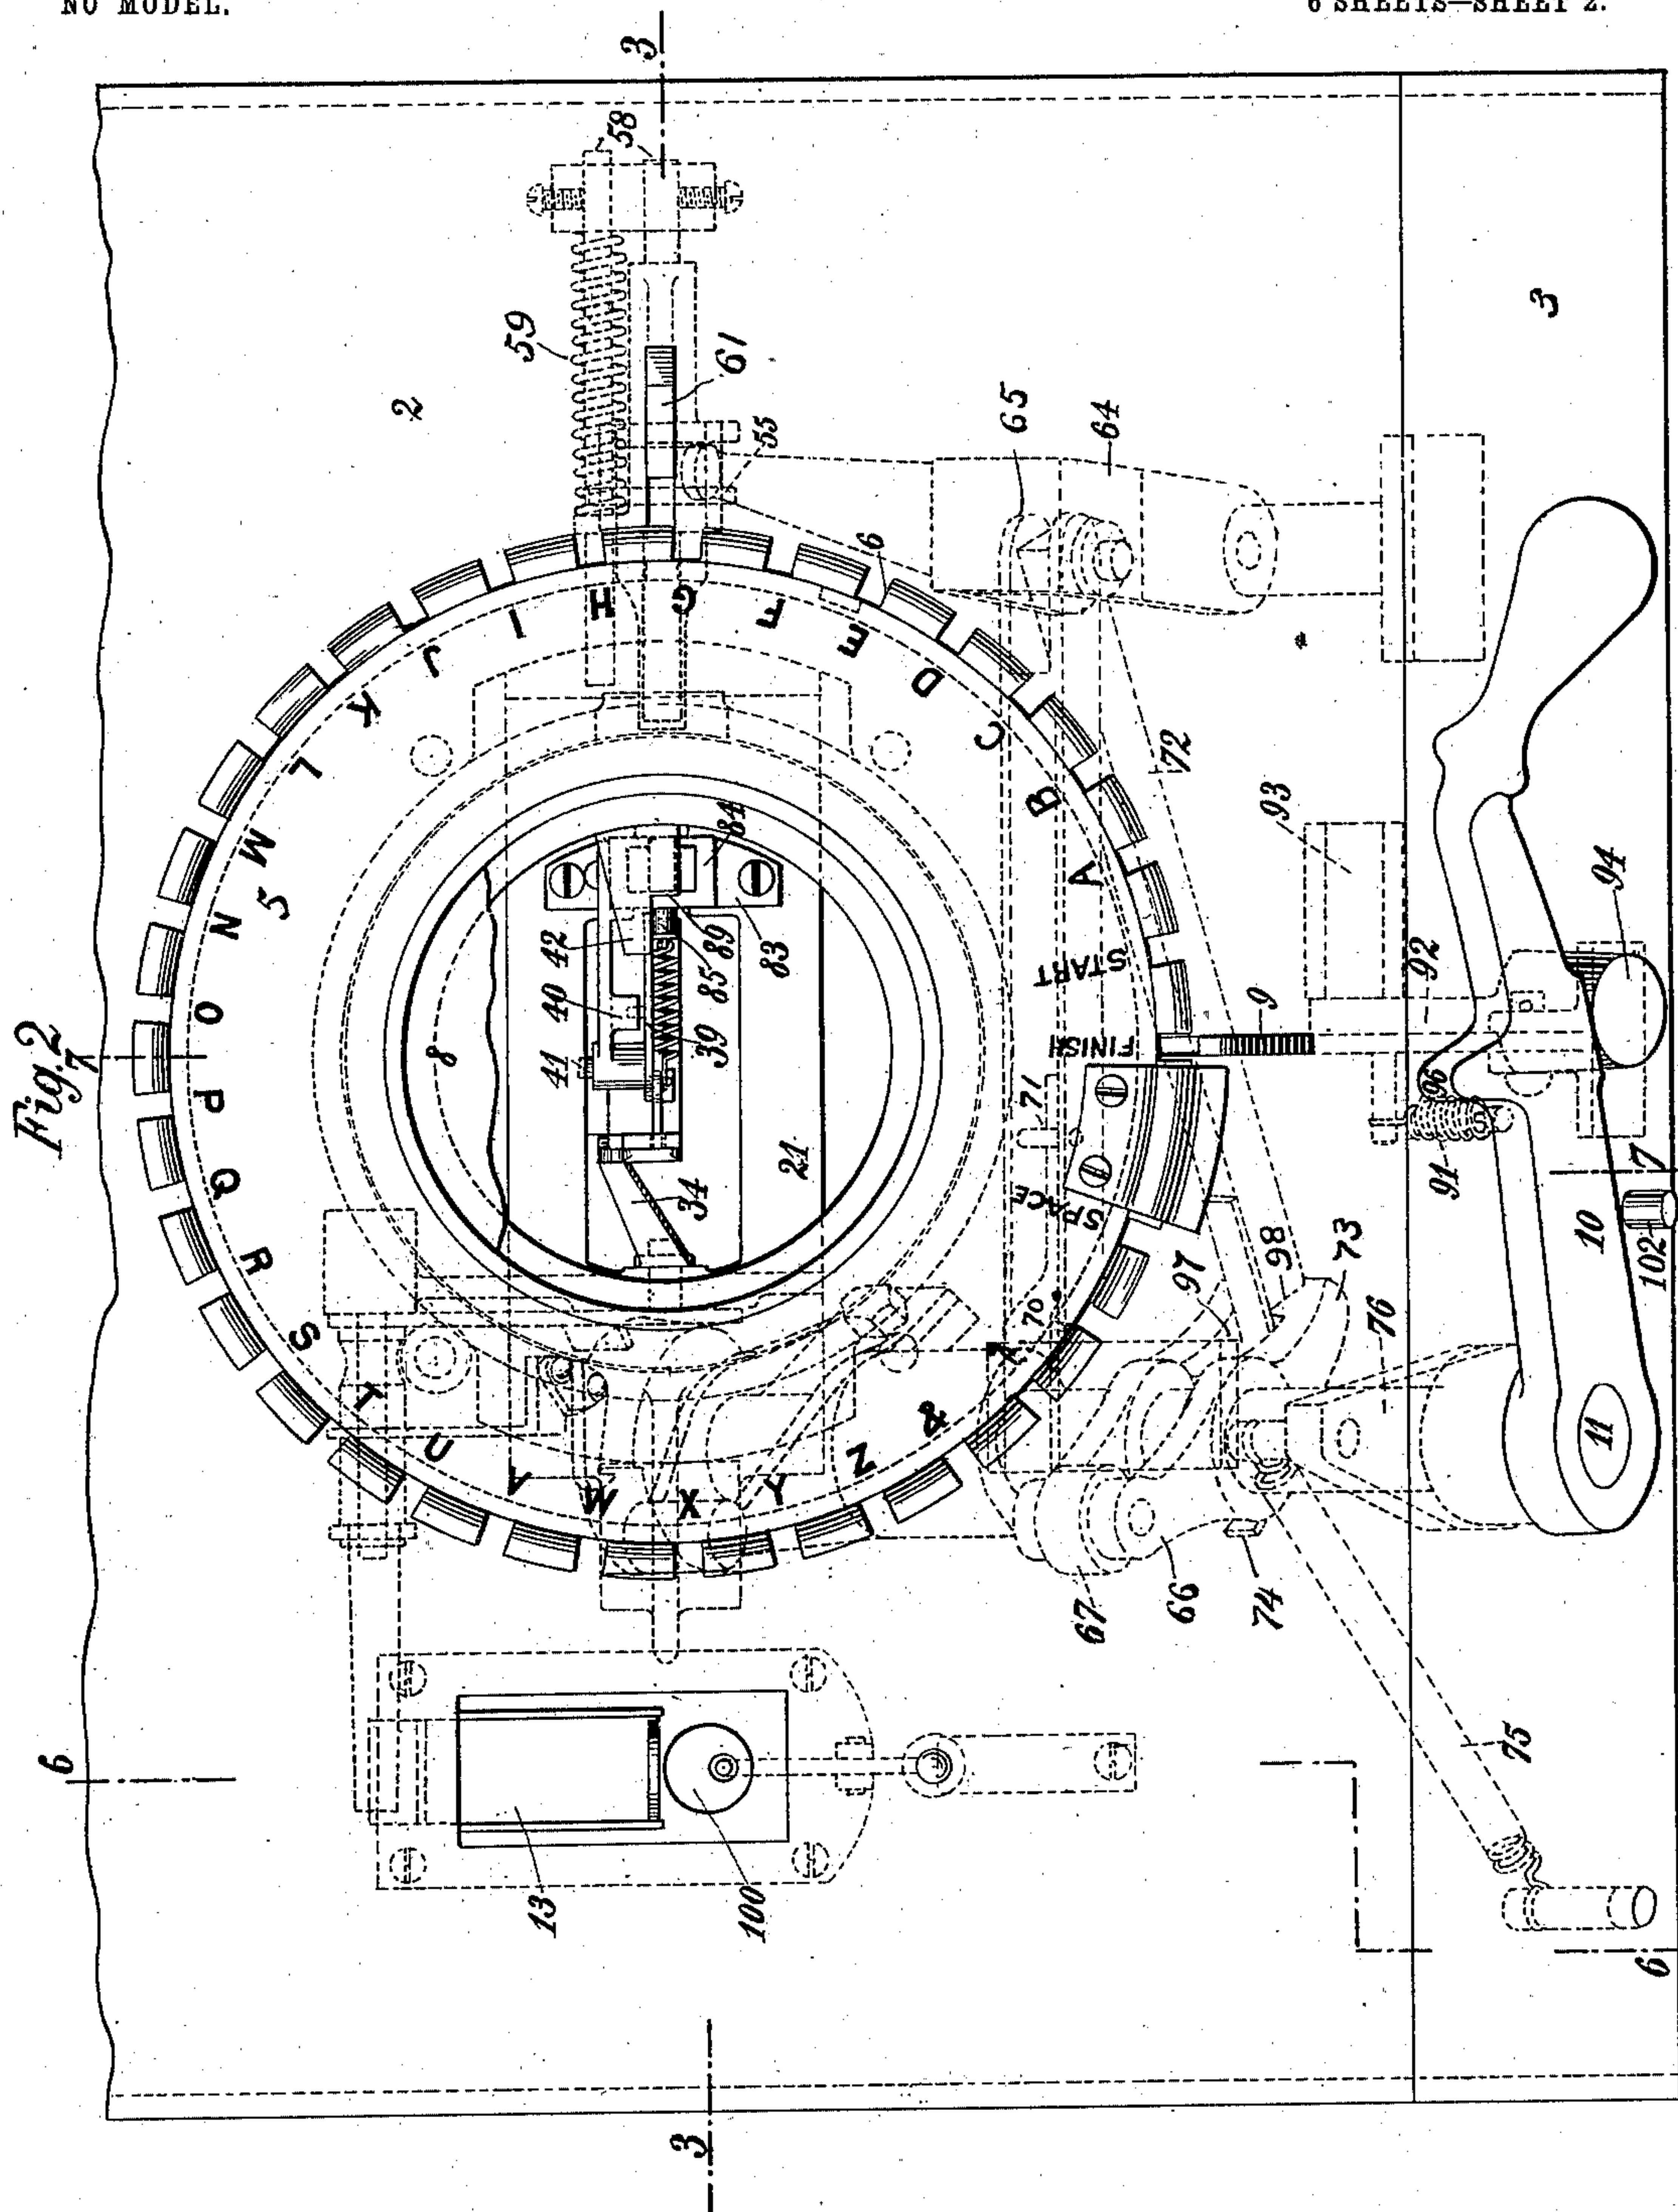 NO MODEL.
6 SHEETS—SHEET 2.
Fig. 2
3
58
59
2
61
55
65
64
6
3
72
93
94
92
9
84
42
89
85
83
40
39
41
8
5
34
21
71
70
91
96
7
7
10
102
97
98
73
76
11
67
66
74
75
6
6
13
100
3
START
FINISH
SPACE
A
B
C
D
E
F
G
H
I
J
K
L
M
N
O
P
Q
R
S
T
U
V
W
X
Y
Z
&